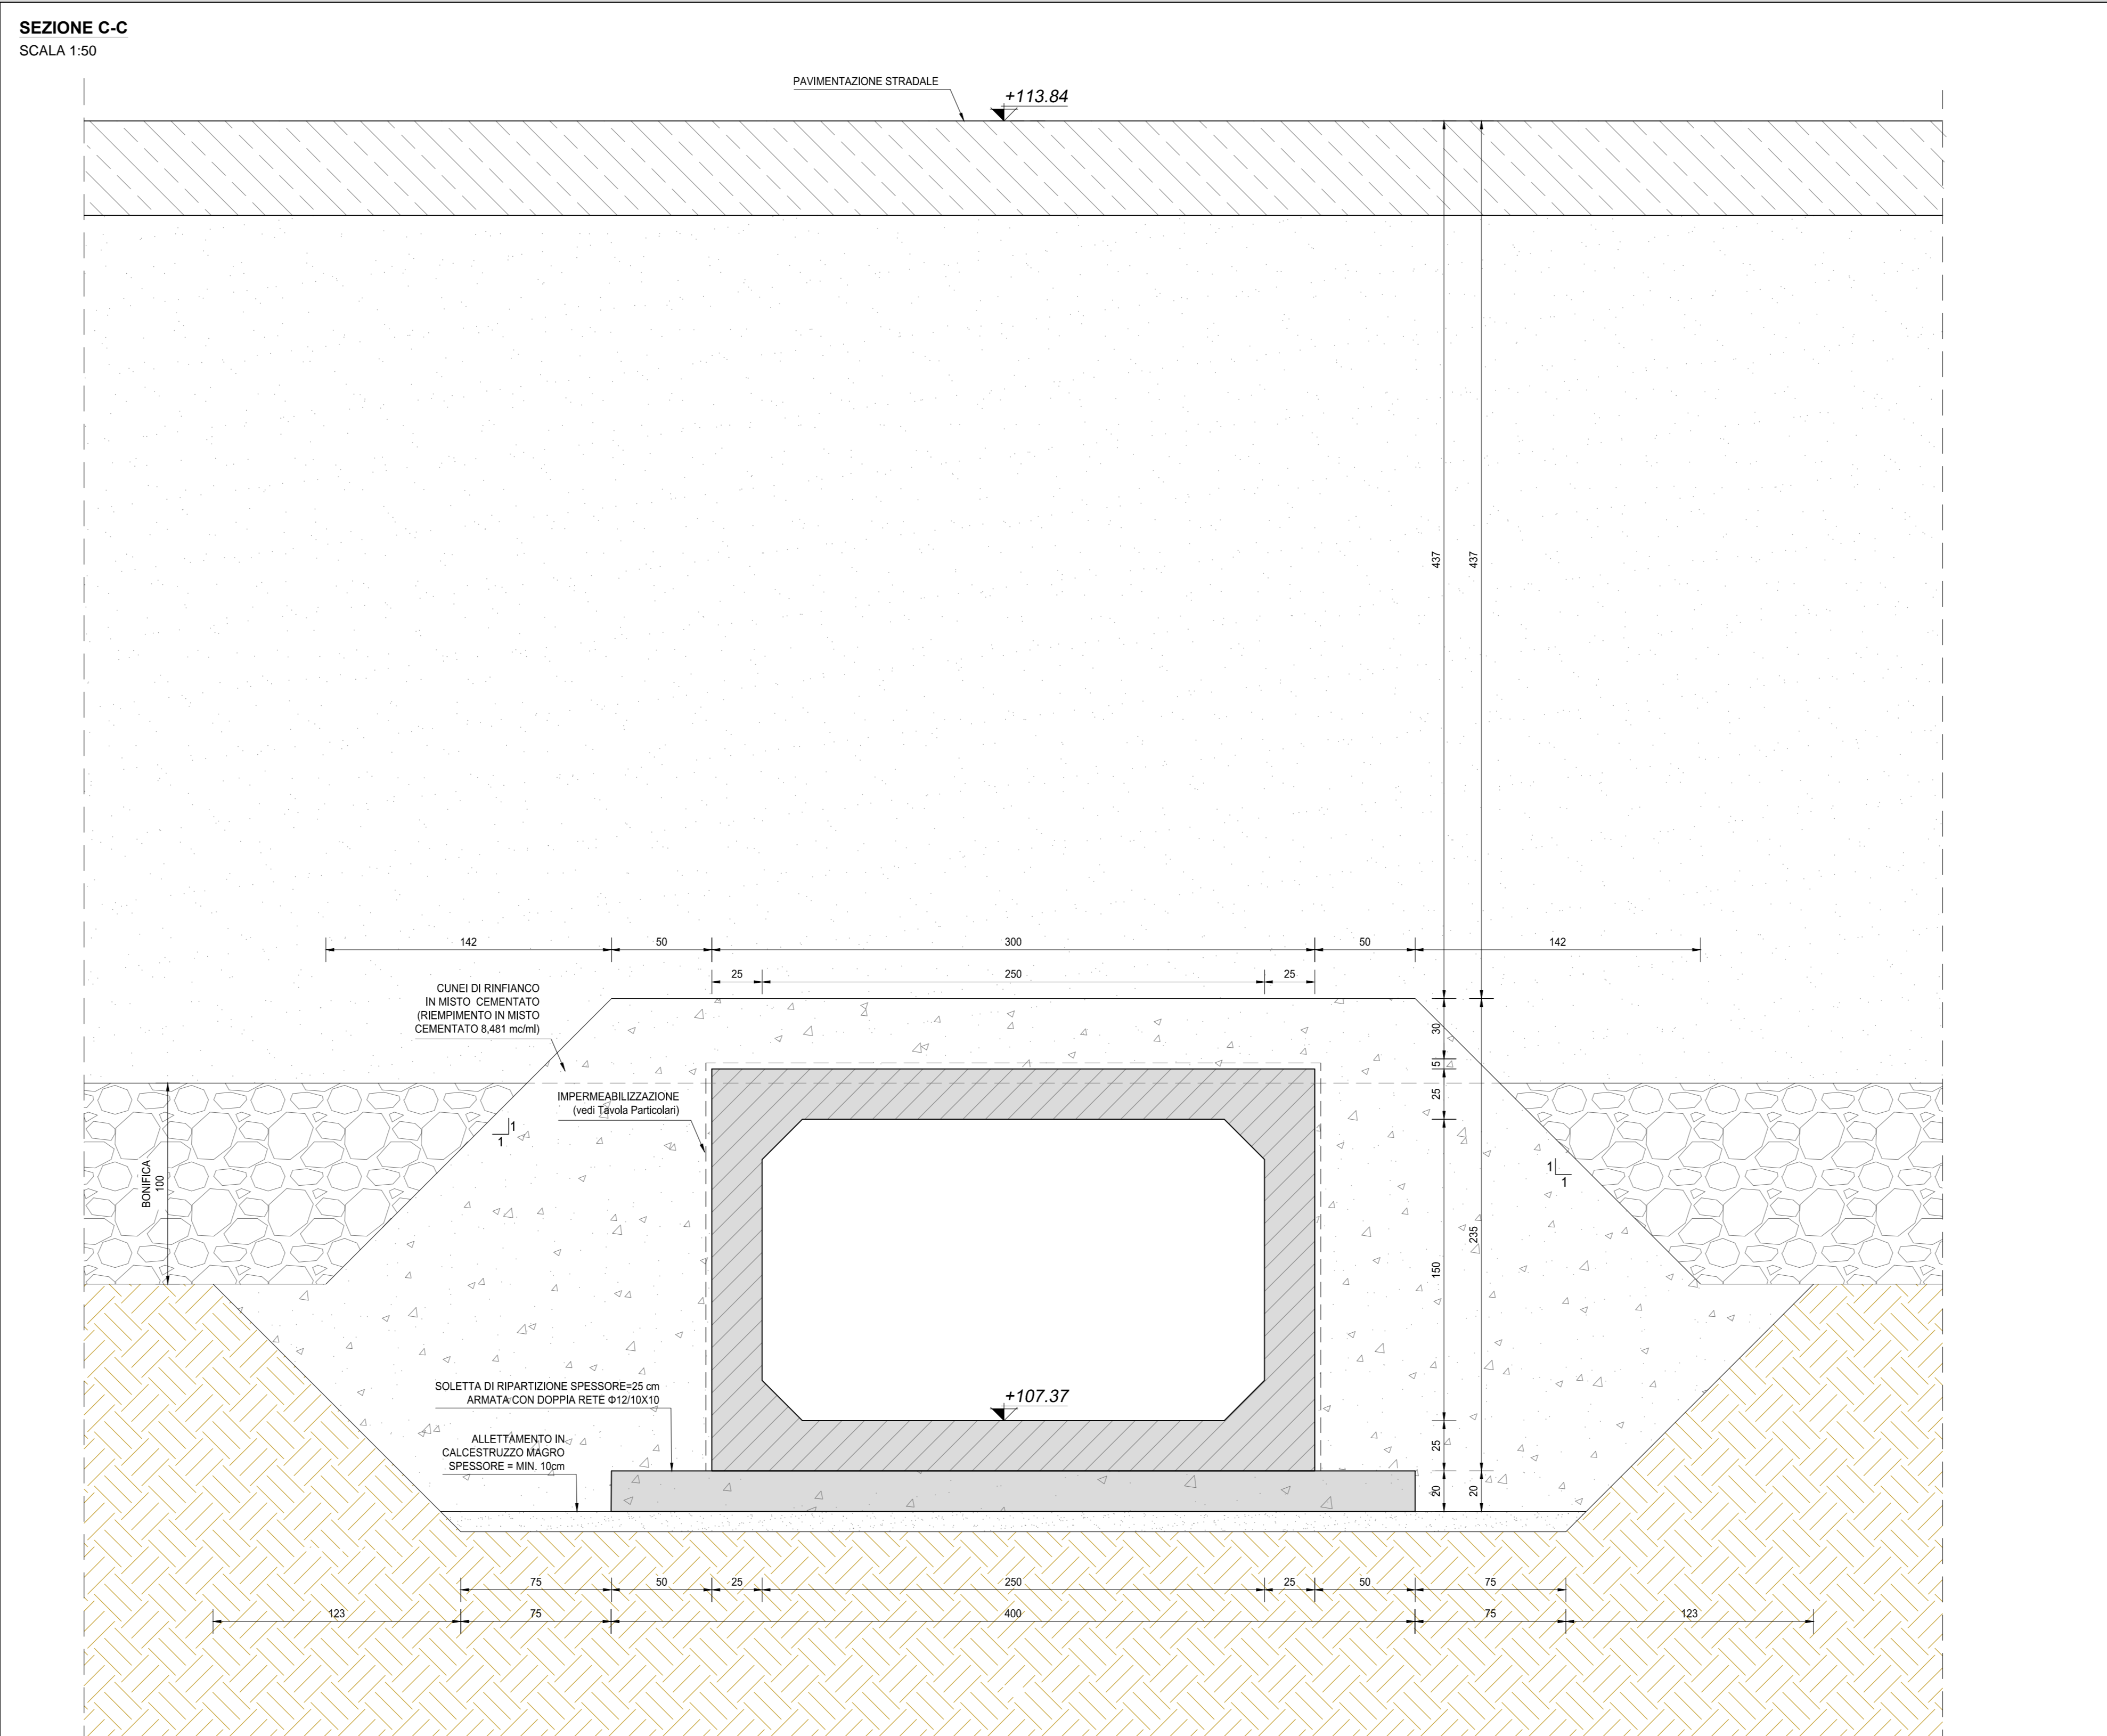 SEZIONE C-C
SCALA 1:50
PAVIMENTAZIONE STRADALE
+113.84
437
437
142
50
300
50
142
25
250
25
CUNEI DI RINFIANCO
IN MISTO CEMENTATO
(RIEMPIMENTO IN MISTO
CEMENTATO 8,481 mc/ml)
30
5
25
IMPERMEABILIZZAZIONE
(vedi Tavola Particolari)
1
1
1
1
BONIFICA
100
235
150
SOLETTA DI RIPARTIZIONE SPESSORE=25 cm
ARMATA CON DOPPIA RETE Φ12/10X10
+107.37
ALLETTAMENTO IN
CALCESTRUZZO MAGRO
SPESSORE = MIN. 10cm
25
20
20
75
50
25
250
25
50
75
123
75
400
75
123